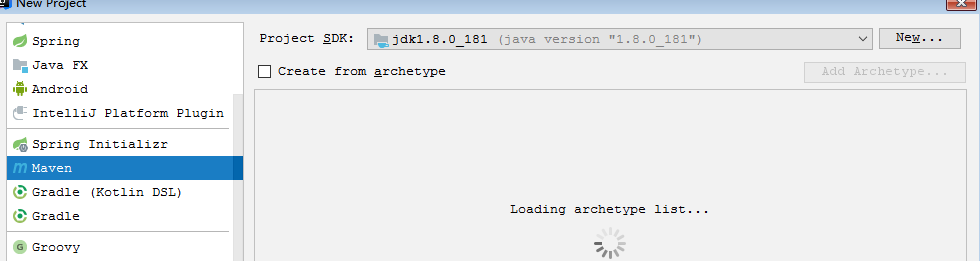 New Project
Spring
Java FX
Android
IntelliJ Platform Plugin
Spring Initializr
Maven
Gradle (Kotlin DSL)
Gradle
Groovy
Project SDK: jdk1.8.0_181 (java version "1.8.0_181") New...
Create from archetype Add Archetype...
Loading archetype list...